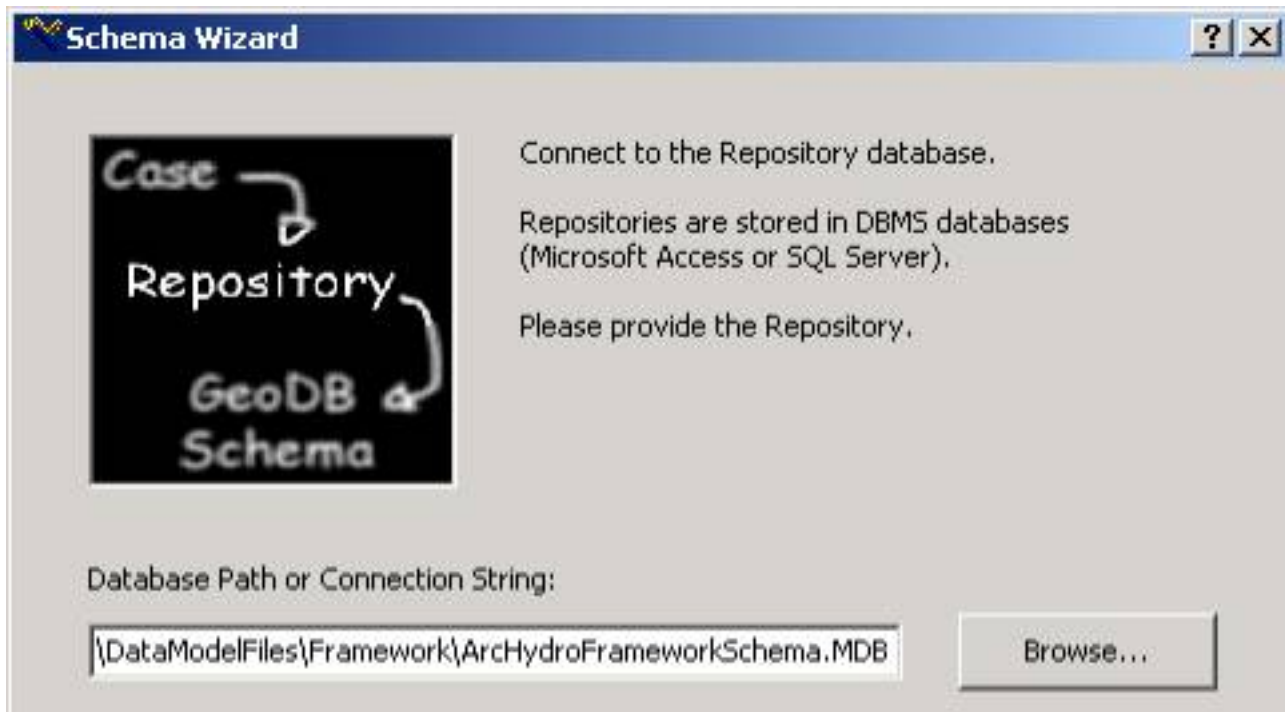 Schema Wizard
Case
Repository
GeoDB
Schema
Connect to the Repository database.
Repositories are stored in DBMS databases
(Microsoft Access or SQL Server).
Please provide the Repository.
Database Path or Connection String:
\DataModelFiles\Framework\ArcHydroFrameworkSchema.MDB
Browse...